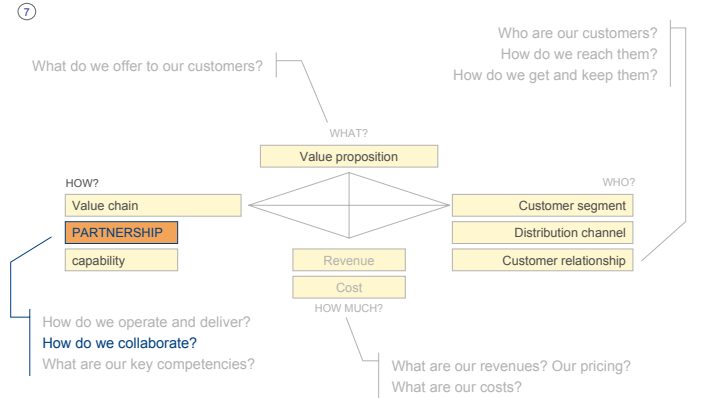 7
Who are our customers?
How do we reach them?
How do we get and keep them?
What do we offer to our customers?
WHAT?
Value proposition
HOW?
WHO?
Value chain
Customer segment
PARTNERSHIP
Distribution channel
capability
Revenue
Customer relationship
Cost
HOW MUCH?
How do we operate and deliver?
How do we collaborate?
What are our key competencies?
What are our revenues? Our pricing?
What are our costs?